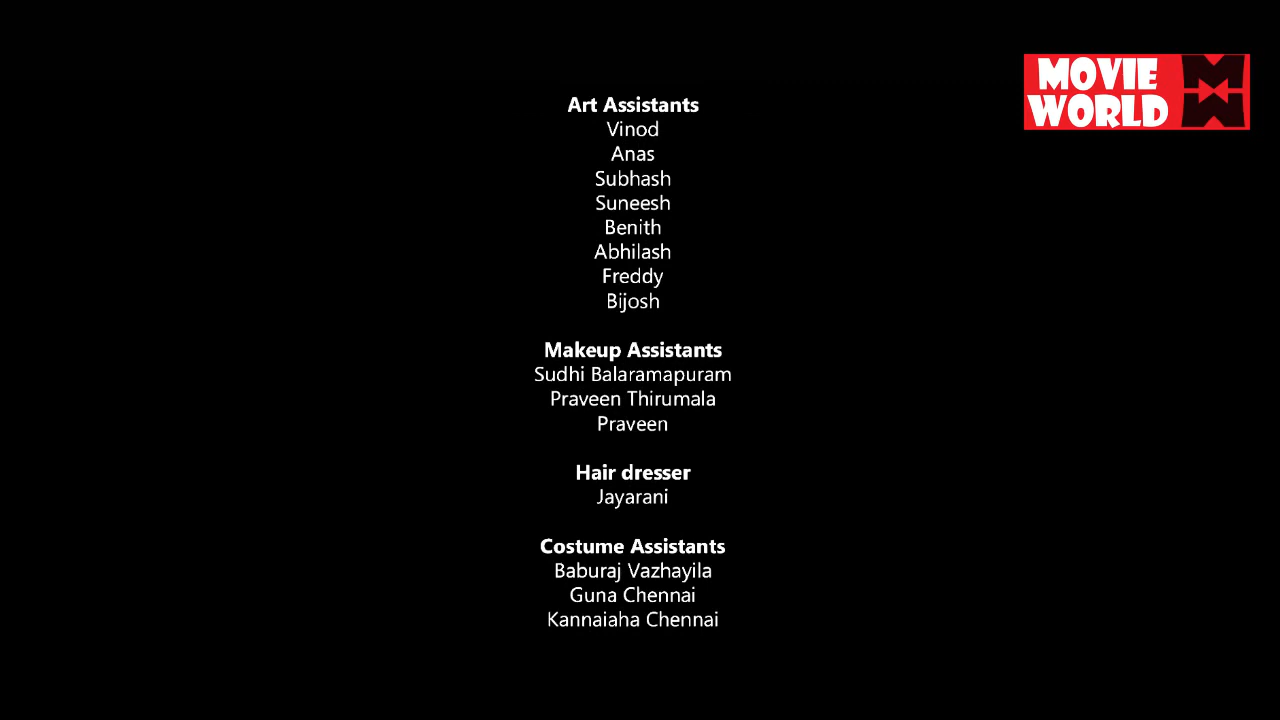 MOVIE
WORLD
Art Assistants
Vinod
Anas
Subhash
Suneesh
Benith
Abhilash
Freddy
Bijosh
Makeup Assistants
Sudhi Balaramapuram
Praveen Thirumala
Praveen
Hair dresser
Jayarani
Costume Assistants
Baburaj Vazhayila
Guna Chennai
Kannaiaha Chennai